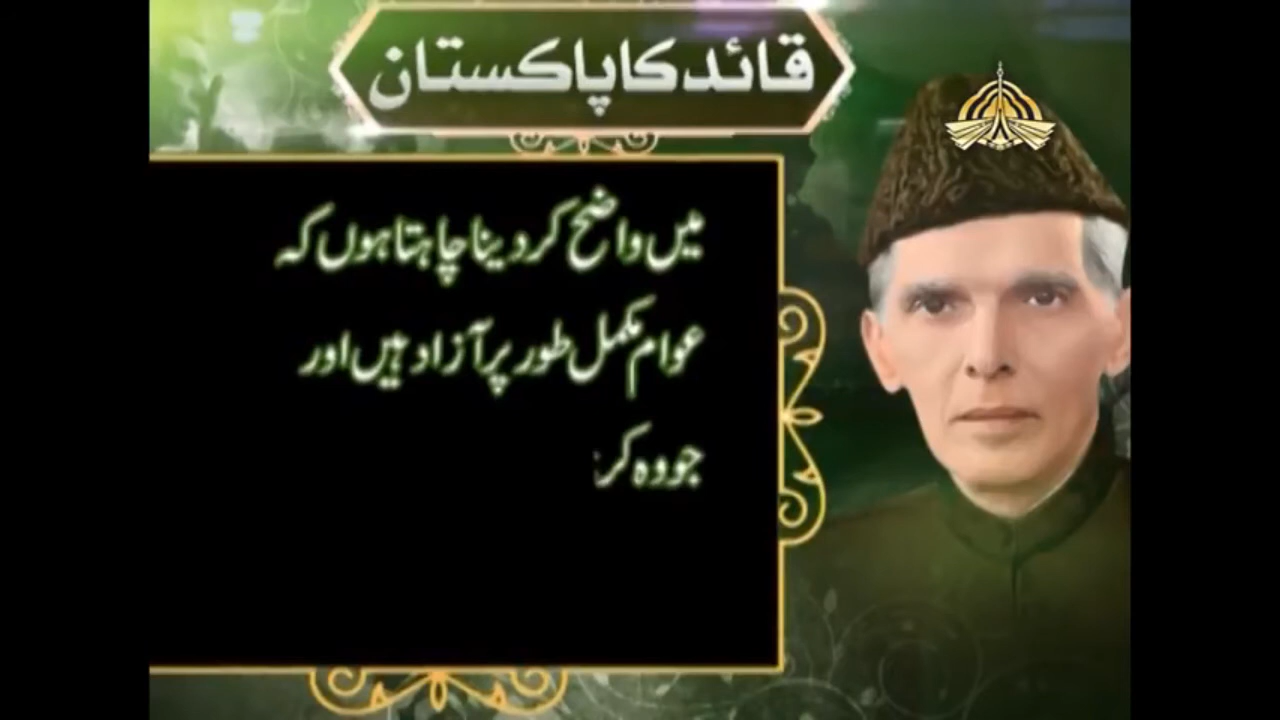 قائد کا پاکستان
میں واضح کر دینا چاہتا ہوں کہ
عوام مکمل طور پر آزاد ہیں اور
جو وہ کر